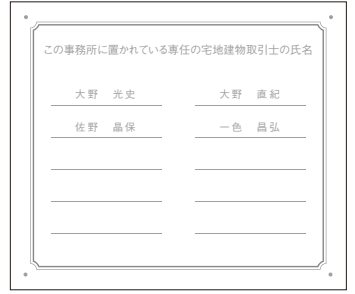 この事務所に置かれている専任の宅地建物取引士の氏名
大野　光史　　大野　直紀
佐野　晶保　　一色　昌弘